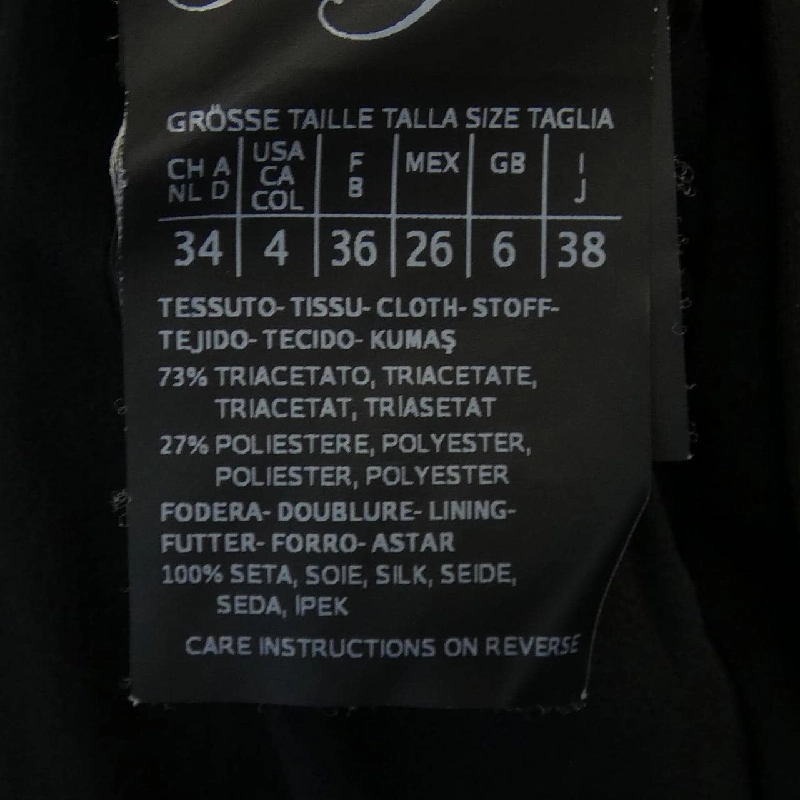 GRÖSSE TAILLE TALLA SIZE TAGLIA
CH A NL D USA CA COL F B MEX GB I J
34 4 36 26 6 38
TESSUTO- TISSU- CLOTH- STOFF-
TEJIDO- TECIDO- KUMAŞ
73% TRIACETATO, TRIACETATE,
TRIACETAT, TRİASETAT
27% POLIESTERE, POLYESTER,
POLIESTER, POLYESTER
FODERA- DOUBLURE- LINING-
FUTTER- FORRO- ASTAR
100% SETA, SOIE, SILK, SEIDE,
SEDA, İPEK
CARE INSTRUCTIONS ON REVERSE